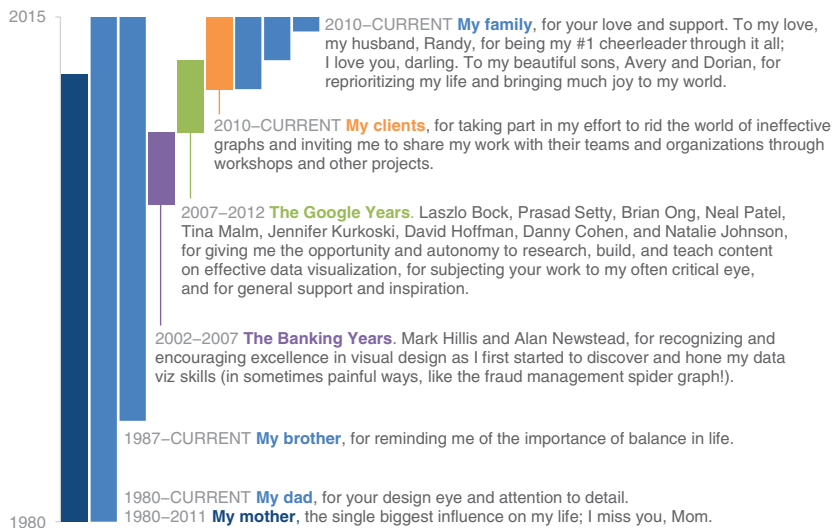 2015
2010–CURRENT My family, for your love and support. To my love,
my husband, Randy, for being my #1 cheerleader through it all;
I love you, darling. To my beautiful sons, Avery and Dorian, for
reprioritizing my life and bringing much joy to my world.
2010–CURRENT My clients, for taking part in my effort to rid the world of ineffective
graphs and inviting me to share my work with their teams and organizations through
workshops and other projects.
2007–2012 The Google Years. Laszlo Bock, Prasad Setty, Brian Ong, Neal Patel,
Tina Malm, Jennifer Kurkoski, David Hoffman, Danny Cohen, and Natalie Johnson,
for giving me the opportunity and autonomy to research, build, and teach content
on effective data visualization, for subjecting your work to my often critical eye,
and for general support and inspiration.
2002–2007 The Banking Years. Mark Hillis and Alan Newstead, for recognizing and
encouraging excellence in visual design as I first started to discover and hone my data
viz skills (in sometimes painful ways, like the fraud management spider graph!).
1987–CURRENT My brother, for reminding me of the importance of balance in life.
1980–CURRENT My dad, for your design eye and attention to detail.
1980–2011 My mother, the single biggest influence on my life; I miss you, Mom.
1980